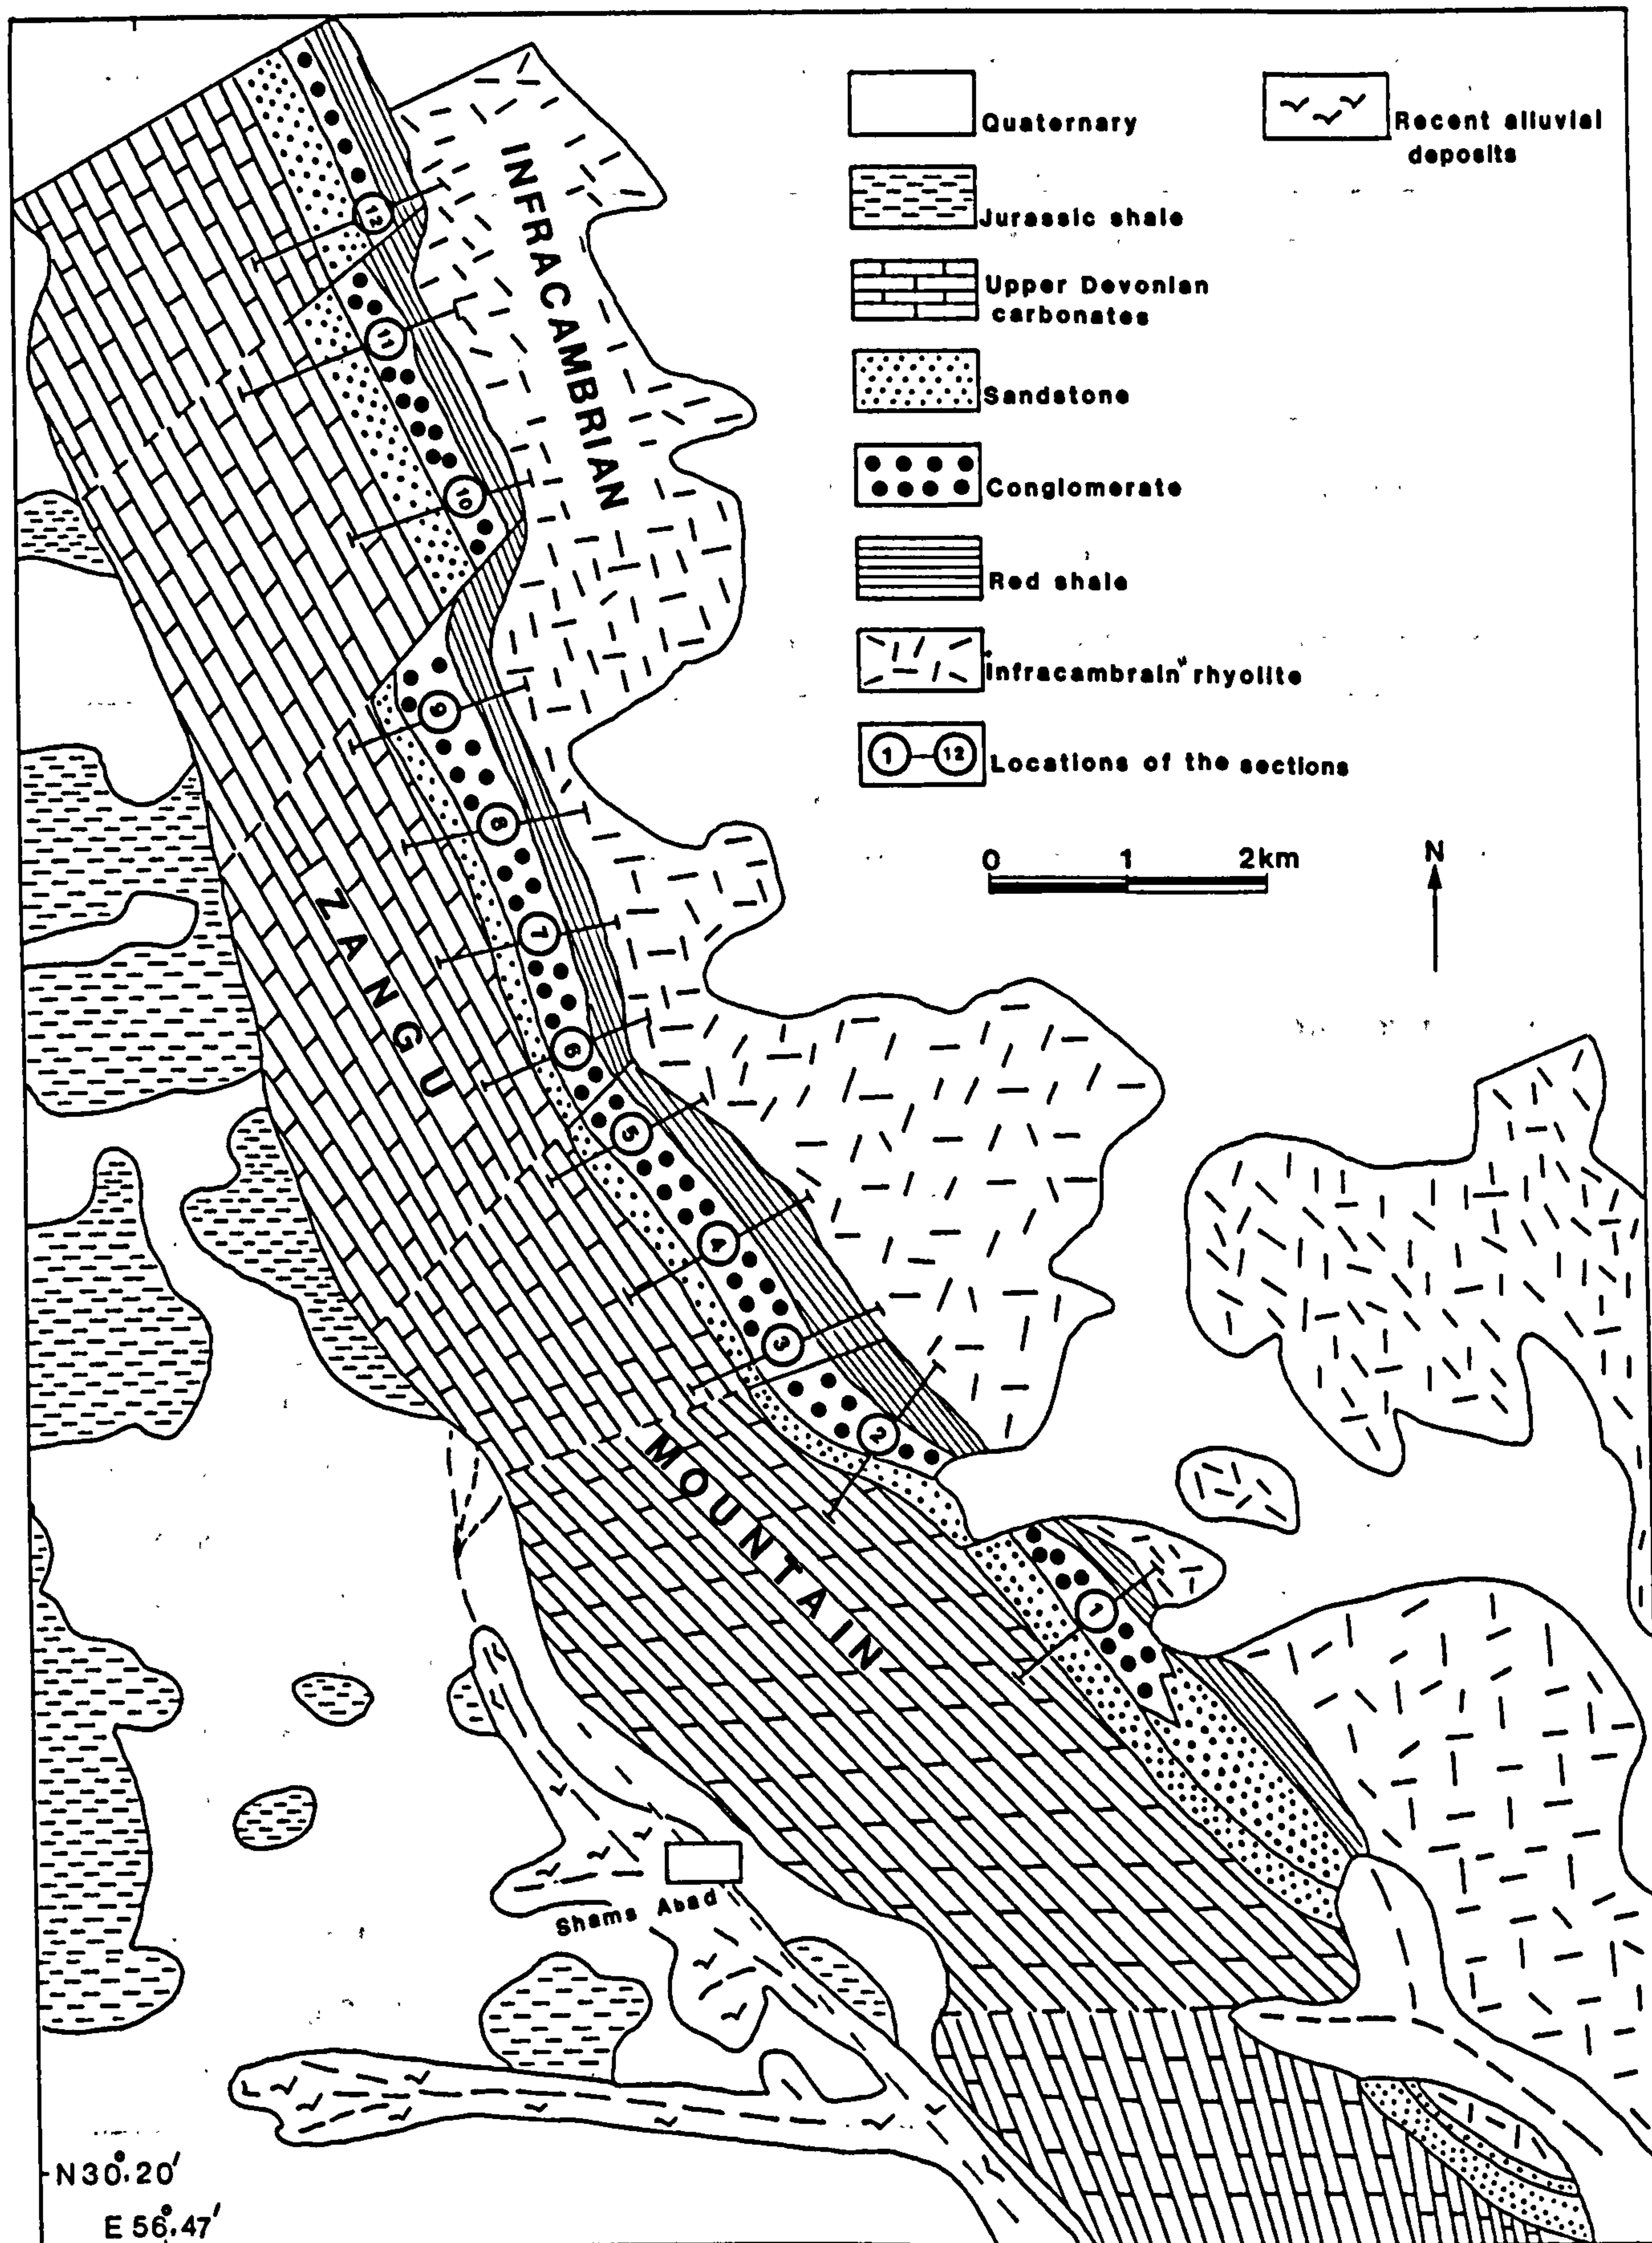 Quaternary
Recent alluvial
deposits
Jurassic shale
Upper Devonian
carbonates
Sandstone
Conglomerate
Red shale
Infracambrain rhyolite
1 12 Locations of the sections
0 1 2km
N
INFRACAMBRIAN
12
11
10
9
8
7
6
5
4
3
2
1
ZANGU
MOUNTAIN
Shams Abad
N30°.20'
E 56°.47'